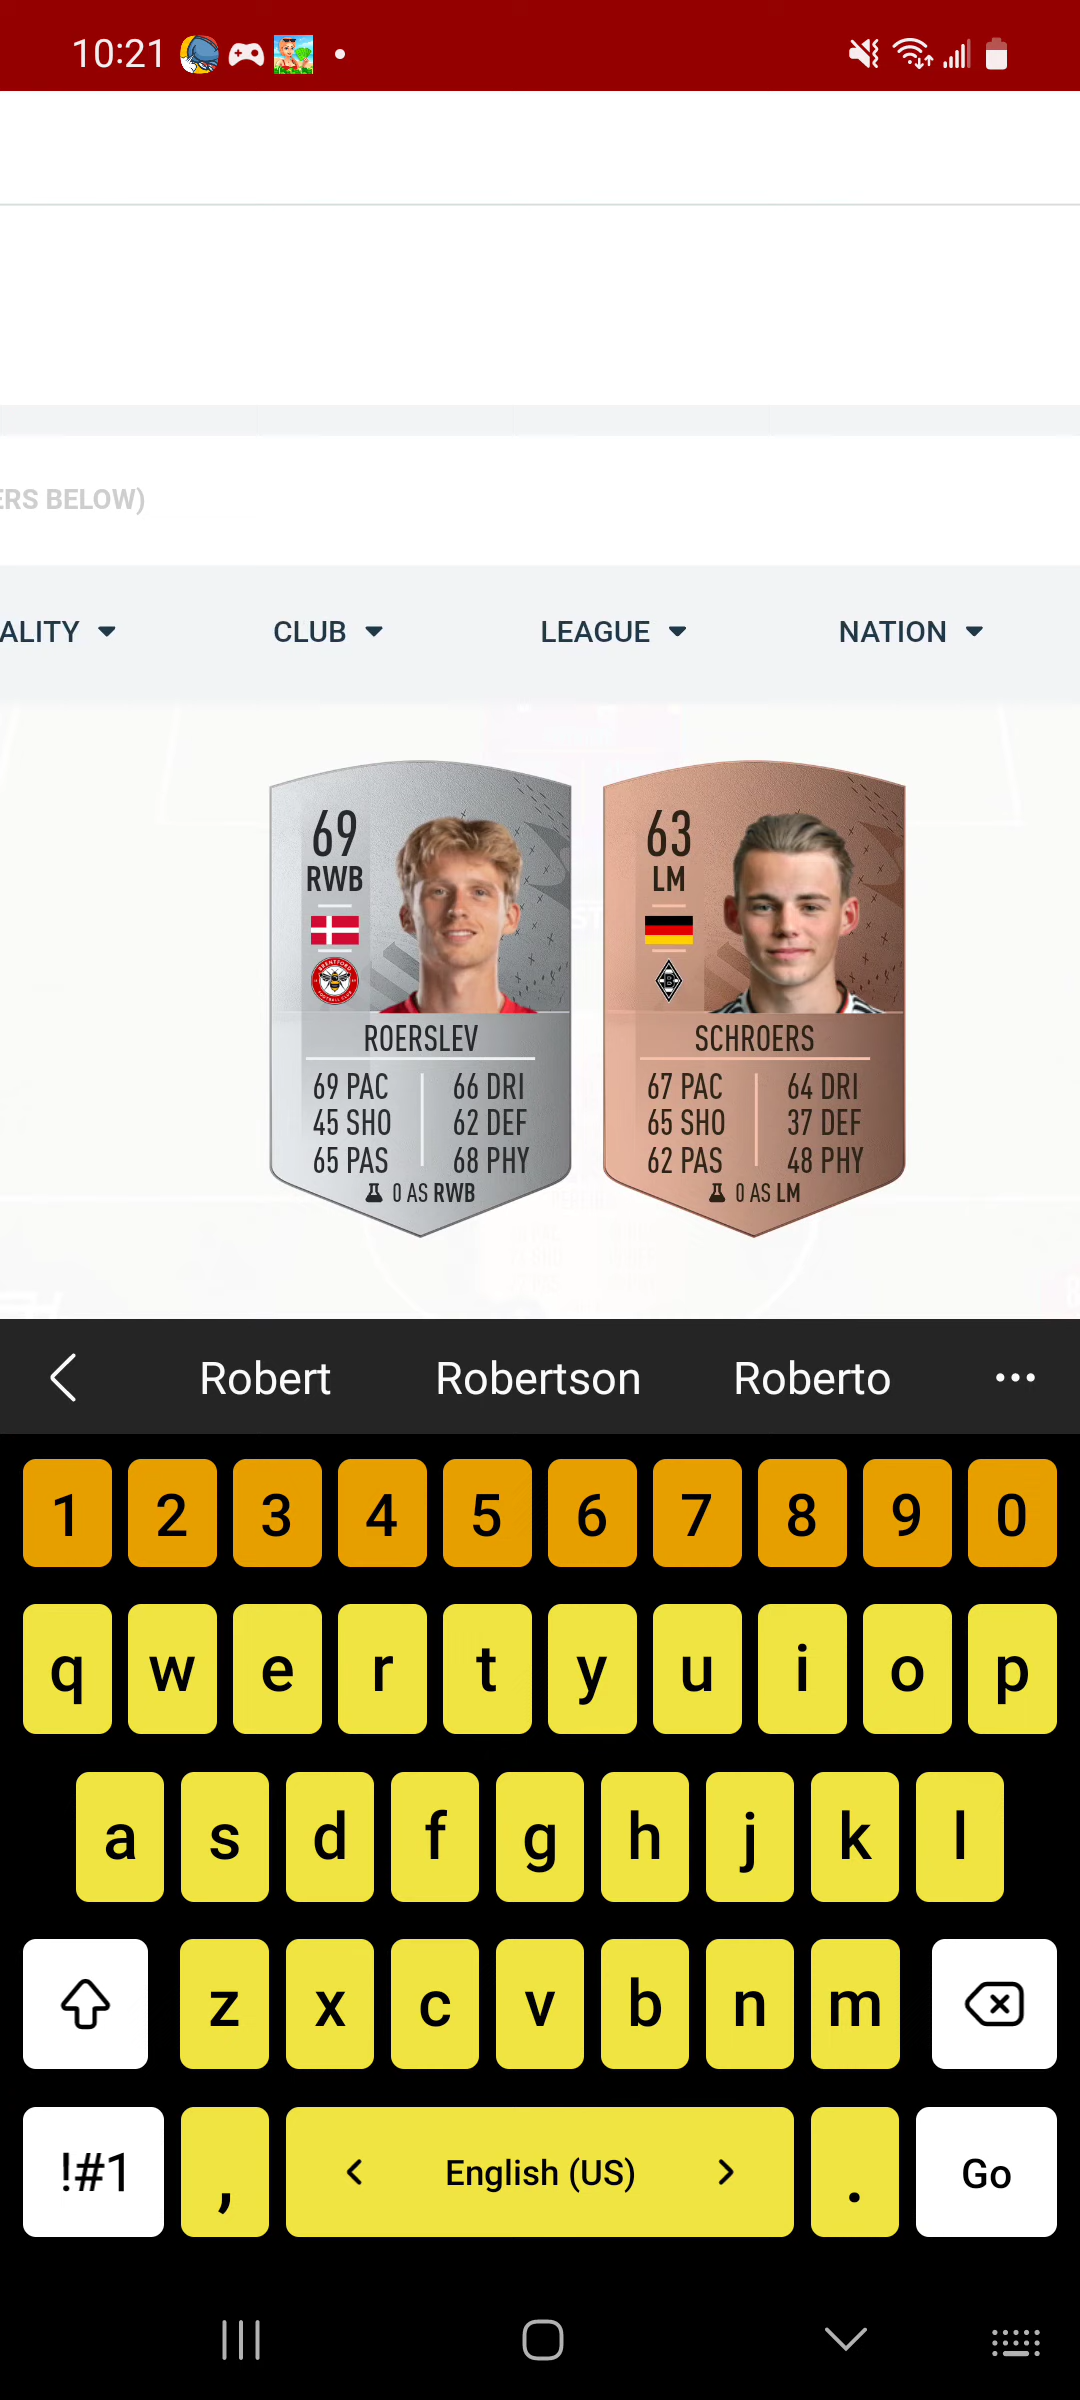 10:21
ERS BELOW)
ALITY CLUB LEAGUE NATION
69
RWB
BRENTFORD
FOOTBALL CLUB
ROERSLEV
69 PAC 66 DRI
45 SHO 62 DEF
65 PAS 68 PHY
0 AS RWB
63
LM
B
SCHROERS
67 PAC 64 DRI
65 SHO 37 DEF
62 PAS 48 PHY
0 AS LM
Robert Robertson Roberto ...
1 2 3 4 5 6 7 8 9 0
q w e r t y u i o p
a s d f g h j k l
z x c v b n m
!#1 , < English (US) > . Go